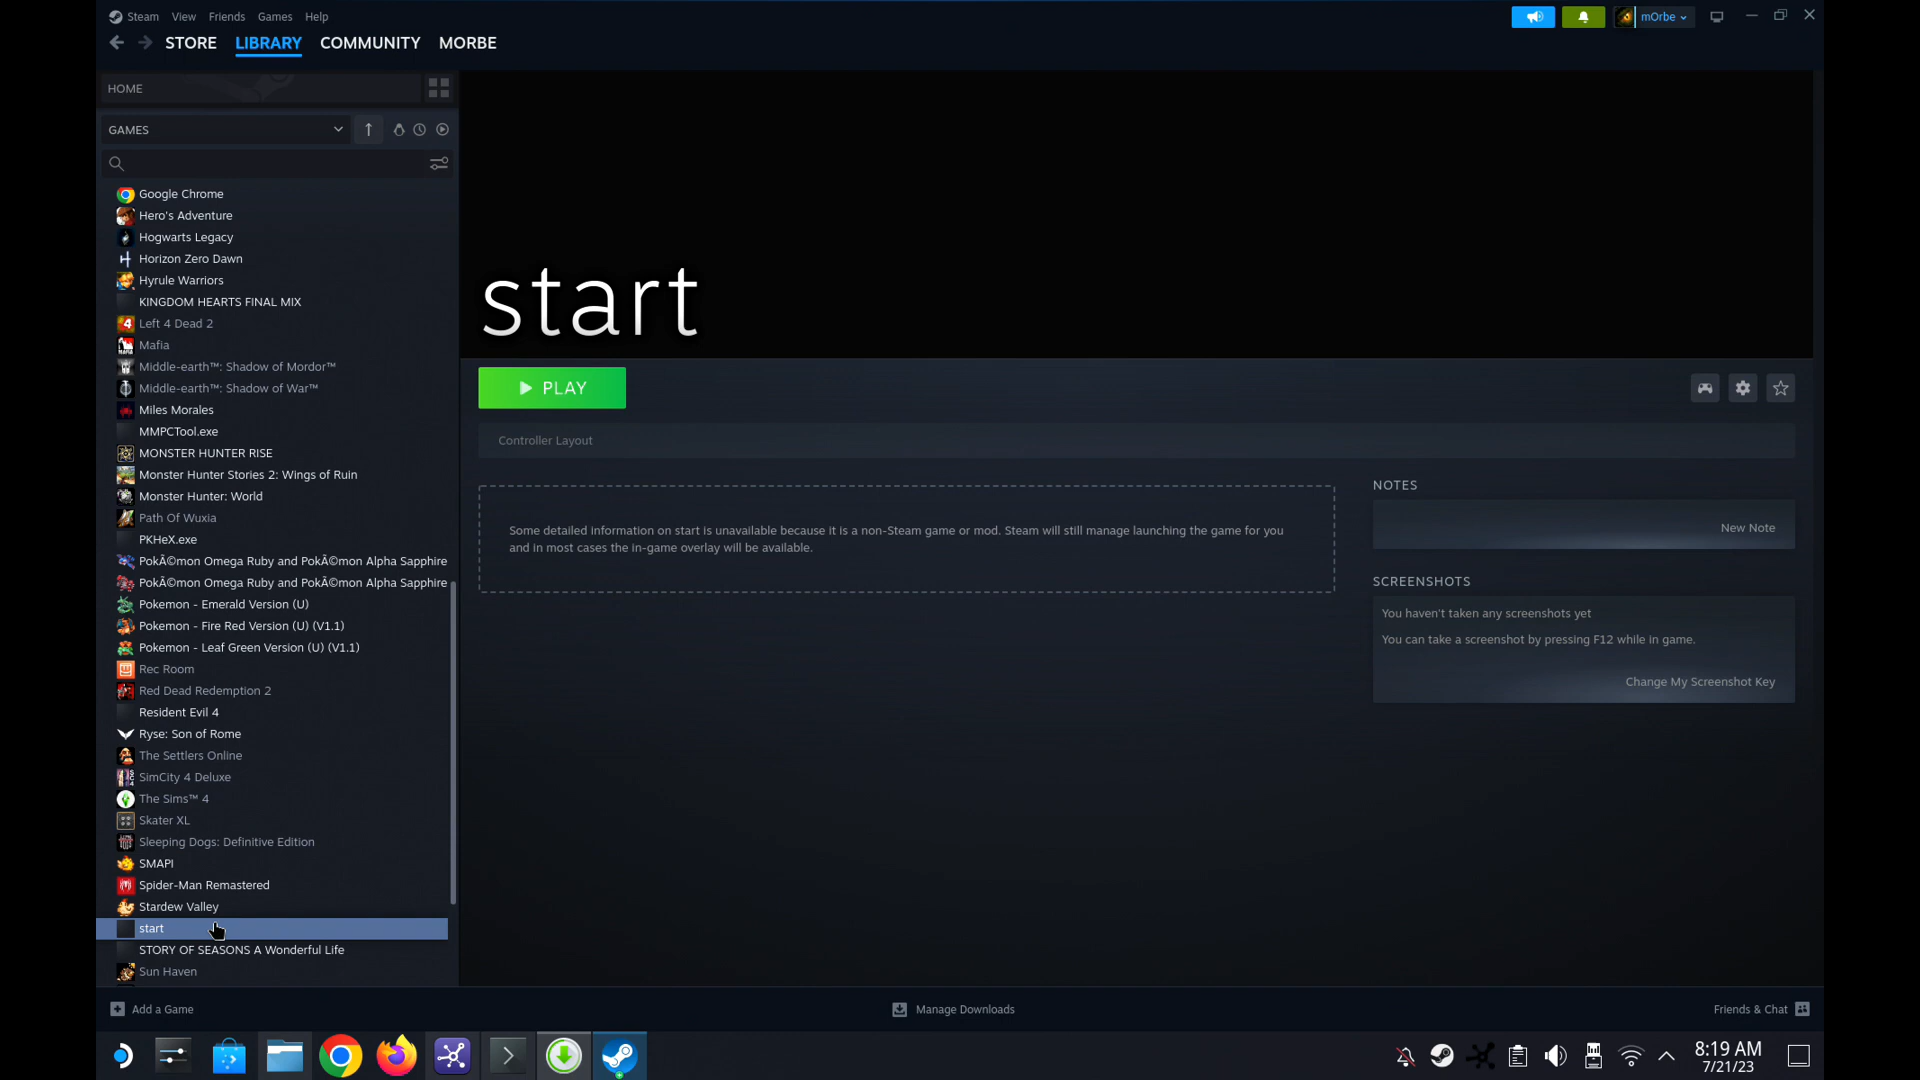 Steam View Friends Games Help
mOrbe
STORE LIBRARY COMMUNITY MORBE
HOME
GAMES
Google Chrome
Hero's Adventure
Hogwarts Legacy
Horizon Zero Dawn
Hyrule Warriors
KINGDOM HEARTS FINAL MIX
Left 4 Dead 2
Mafia
Middle-earth™: Shadow of Mordor™
Middle-earth™: Shadow of War™
Miles Morales
MMPCTool.exe
MONSTER HUNTER RISE
Monster Hunter Stories 2: Wings of Ruin
Monster Hunter: World
Path Of Wuxia
PKHeX.exe
PokÃ©mon Omega Ruby and PokÃ©mon Alpha Sapphire
PokÃ©mon Omega Ruby and PokÃ©mon Alpha Sapphire
Pokemon - Emerald Version (U)
Pokemon - Fire Red Version (U) (V1.1)
Pokemon - Leaf Green Version (U) (V1.1)
Rec Room
Red Dead Redemption 2
Resident Evil 4
Ryse: Son of Rome
The Settlers Online
SimCity 4 Deluxe
The Sims™ 4
Skater XL
Sleeping Dogs: Definitive Edition
SMAPI
Spider-Man Remastered
Stardew Valley
start
STORY OF SEASONS A Wonderful Life
Sun Haven
start
PLAY
Controller Layout
Some detailed information on start is unavailable because it is a non-Steam game or mod. Steam will still manage launching the game for you
and in most cases the in-game overlay will be available.
NOTES
New Note
SCREENSHOTS
You haven't taken any screenshots yet
You can take a screenshot by pressing F12 while in game.
Change My Screenshot Key
Add a Game
Manage Downloads
Friends & Chat
8:19 AM
7/21/23